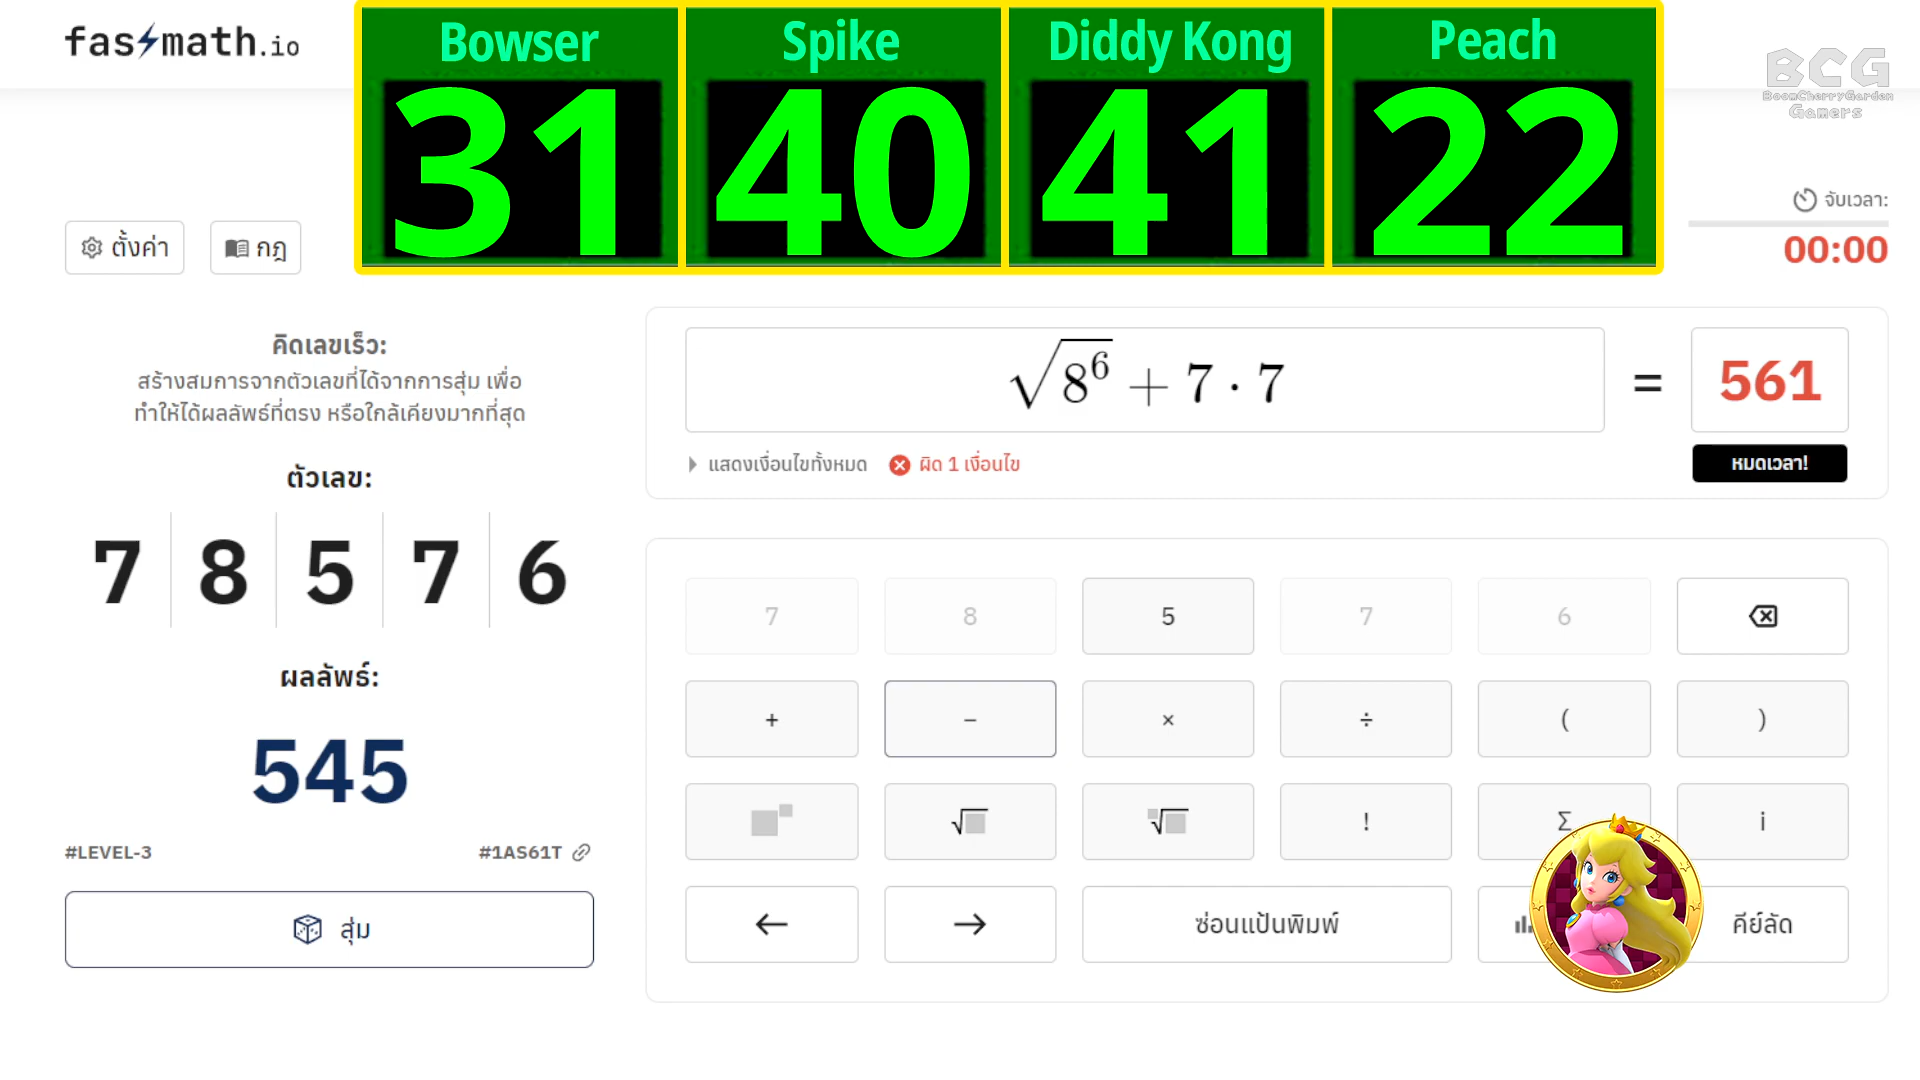 fasmath.io
Bowser
31
Spike
40
Diddy Kong
41
Peach
22
BCG
BoomCherryGarden
Gamers
ตั้งค่า
กฎ
จับเวลา:
00:00
คิดเลขเร็ว:
สร้างสมการจากตัวเลขที่ได้จากการสุ่ม เพื่อ
ทำให้ได้ผลลัพธ์ที่ตรง หรือใกล้เคียงมากที่สุด
ตัวเลข:
7 8 5 7 6
ผลลัพธ์:
545
#LEVEL-3
#1AS61T
สุ่ม
√8⁶ + 7 · 7
= 561
แสดงเงื่อนไขทั้งหมด
ผิด 1 เงื่อนไข
หมดเวลา!
7 8 5 7 6
+ − × ÷ ( )
√ √ ! Σ i
← →
ซ่อนแป้นพิมพ์
คีย์ลัด